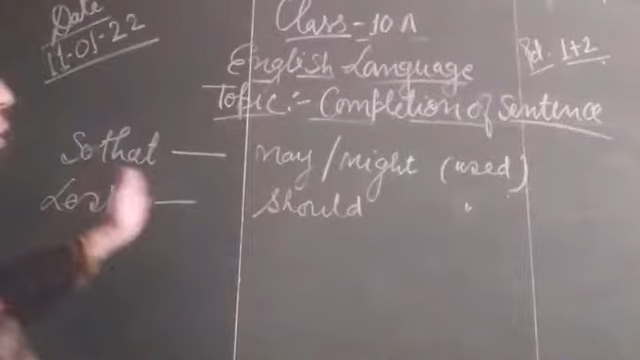 Date
11-01-22
Class - 10 A
Pd. 1+2
English Language
Topic:- Completion of Sentence
So that — may/might (used)
— should "